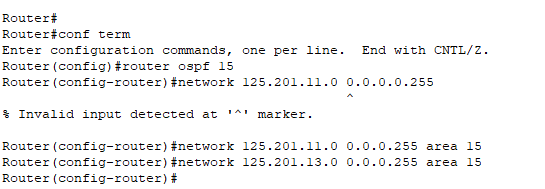 Router#
Router#conf term
Enter configuration commands, one per line.  End with CNTL/Z.
Router(config)#router ospf 15
Router(config-router)#network 125.201.11.0 0.0.0.0.255
                                           ^
% Invalid input detected at '^' marker.

Router(config-router)#network 125.201.11.0 0.0.0.255 area 15
Router(config-router)#network 125.201.13.0 0.0.0.255 area 15
Router(config-router)#